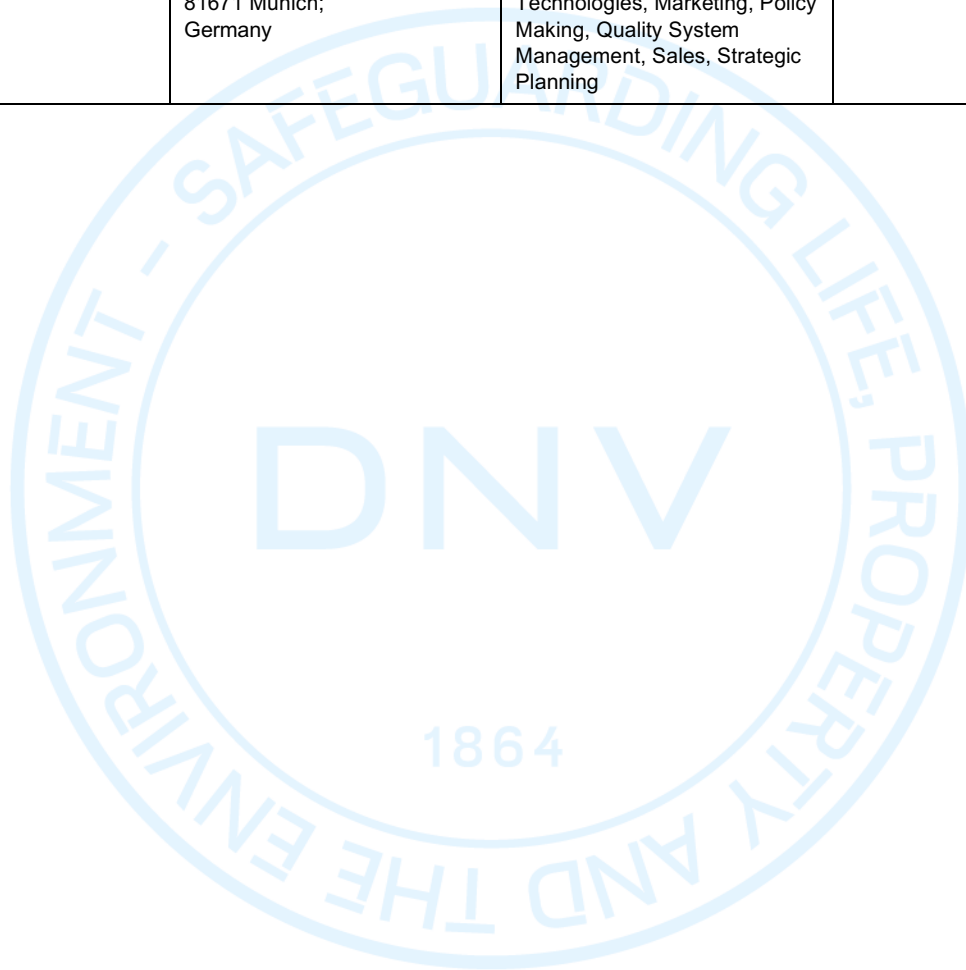 81671 Munich;
Germany
Technologies, Marketing, Policy
Making, Quality System
Management, Sales, Strategic
Planning
SAFEGUARDING LIFE, PROPERTY AND THE ENVIRONMENT -
DNV
1864